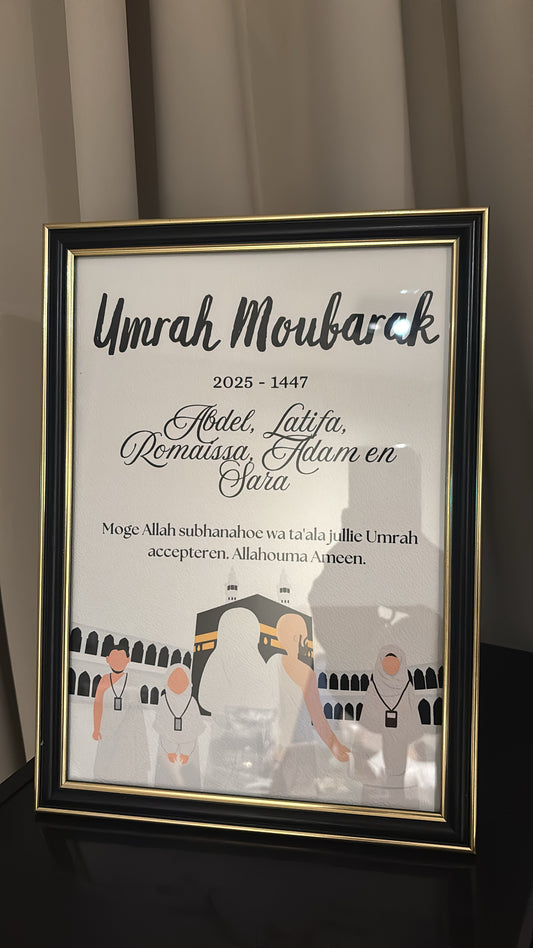 Umrah Moubarak
2025 - 1447
Abdel, Latifa,
Romaissa, Adam en
Sara
Moge Allah subhanahoe wa ta'ala jullie Umrah
accepteren. Allahouma Ameen.